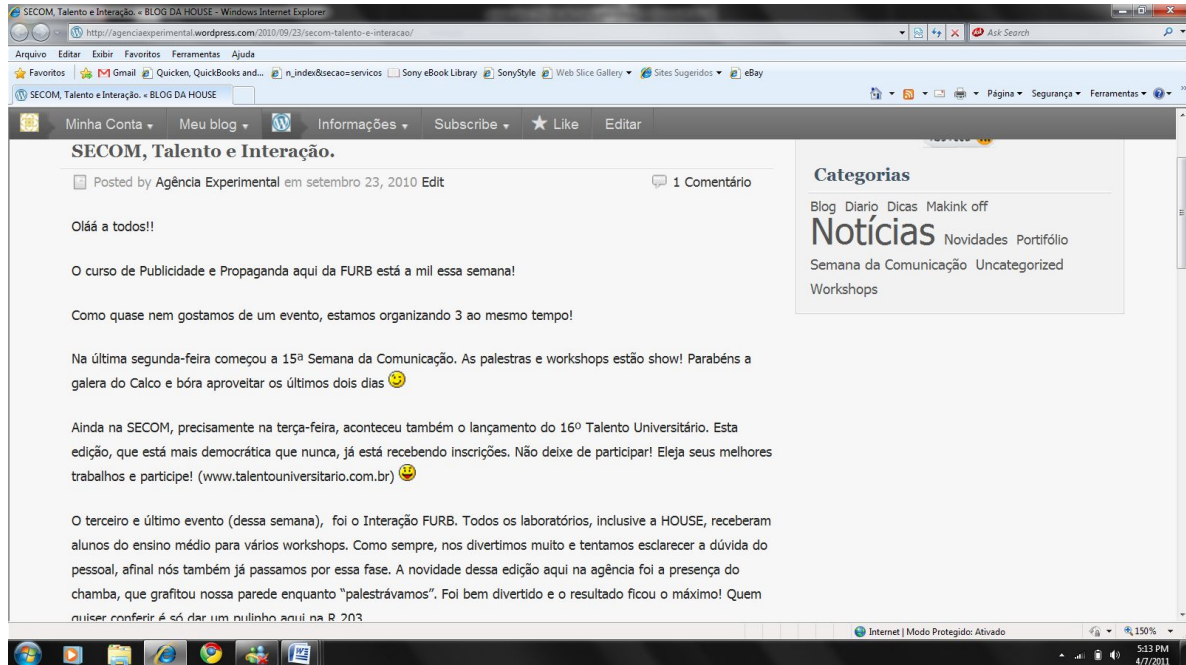 SECOM, Talento e Interação. « BLOG DA HOUSE - Windows Internet Explorer
http://agenciaexperimental.wordpress.com/2010/09/23/secom-talento-e-interacao/
Ask Search
Arquivo Editar Exibir Favoritos Ferramentas Ajuda
Favoritos Gmail Quicken, QuickBooks and... n_index&secao=servicos Sony eBook Library SonyStyle Web Slice Gallery Sites Sugeridos eBay
SECOM, Talento e Interação. « BLOG DA HOUSE
Página Segurança Ferramentas
Minha Conta Meu blog Informações Subscribe Like Editar
SECOM, Talento e Interação.
Posted by Agência Experimental em setembro 23, 2010 Edit
1 Comentário
Oláá a todos!!
O curso de Publicidade e Propaganda aqui da FURB está a mil essa semana!
Como quase nem gostamos de um evento, estamos organizando 3 ao mesmo tempo!
Na última segunda-feira começou a 15ª Semana da Comunicação. As palestras e workshops estão show! Parabéns a
galera do Calco e bóra aproveitar os últimos dois dias
Ainda na SECOM, precisamente na terça-feira, aconteceu também o lançamento do 16º Talento Universitário. Esta
edição, que está mais democrática que nunca, já está recebendo inscrições. Não deixe de participar! Eleja seus melhores
trabalhos e participe! (www.talentouniversitario.com.br)
O terceiro e último evento (dessa semana), foi o Interação FURB. Todos os laboratórios, inclusive a HOUSE, receberam
alunos do ensino médio para vários workshops. Como sempre, nos divertimos muito e tentamos esclarecer a dúvida do
pessoal, afinal nós também já passamos por essa fase. A novidade dessa edição aqui na agência foi a presença do
chamba, que grafitou nossa parede enquanto “palestrávamos”. Foi bem divertido e o resultado ficou o máximo! Quem
quiser conferir é só dar um pulinho aqui na R 203
Categorias
Blog Diario Dicas Makink off
Notícias Novidades Portifólio
Semana da Comunicação Uncategorized
Workshops
Internet | Modo Protegido: Ativado
150%
5:13 PM
4/7/2011